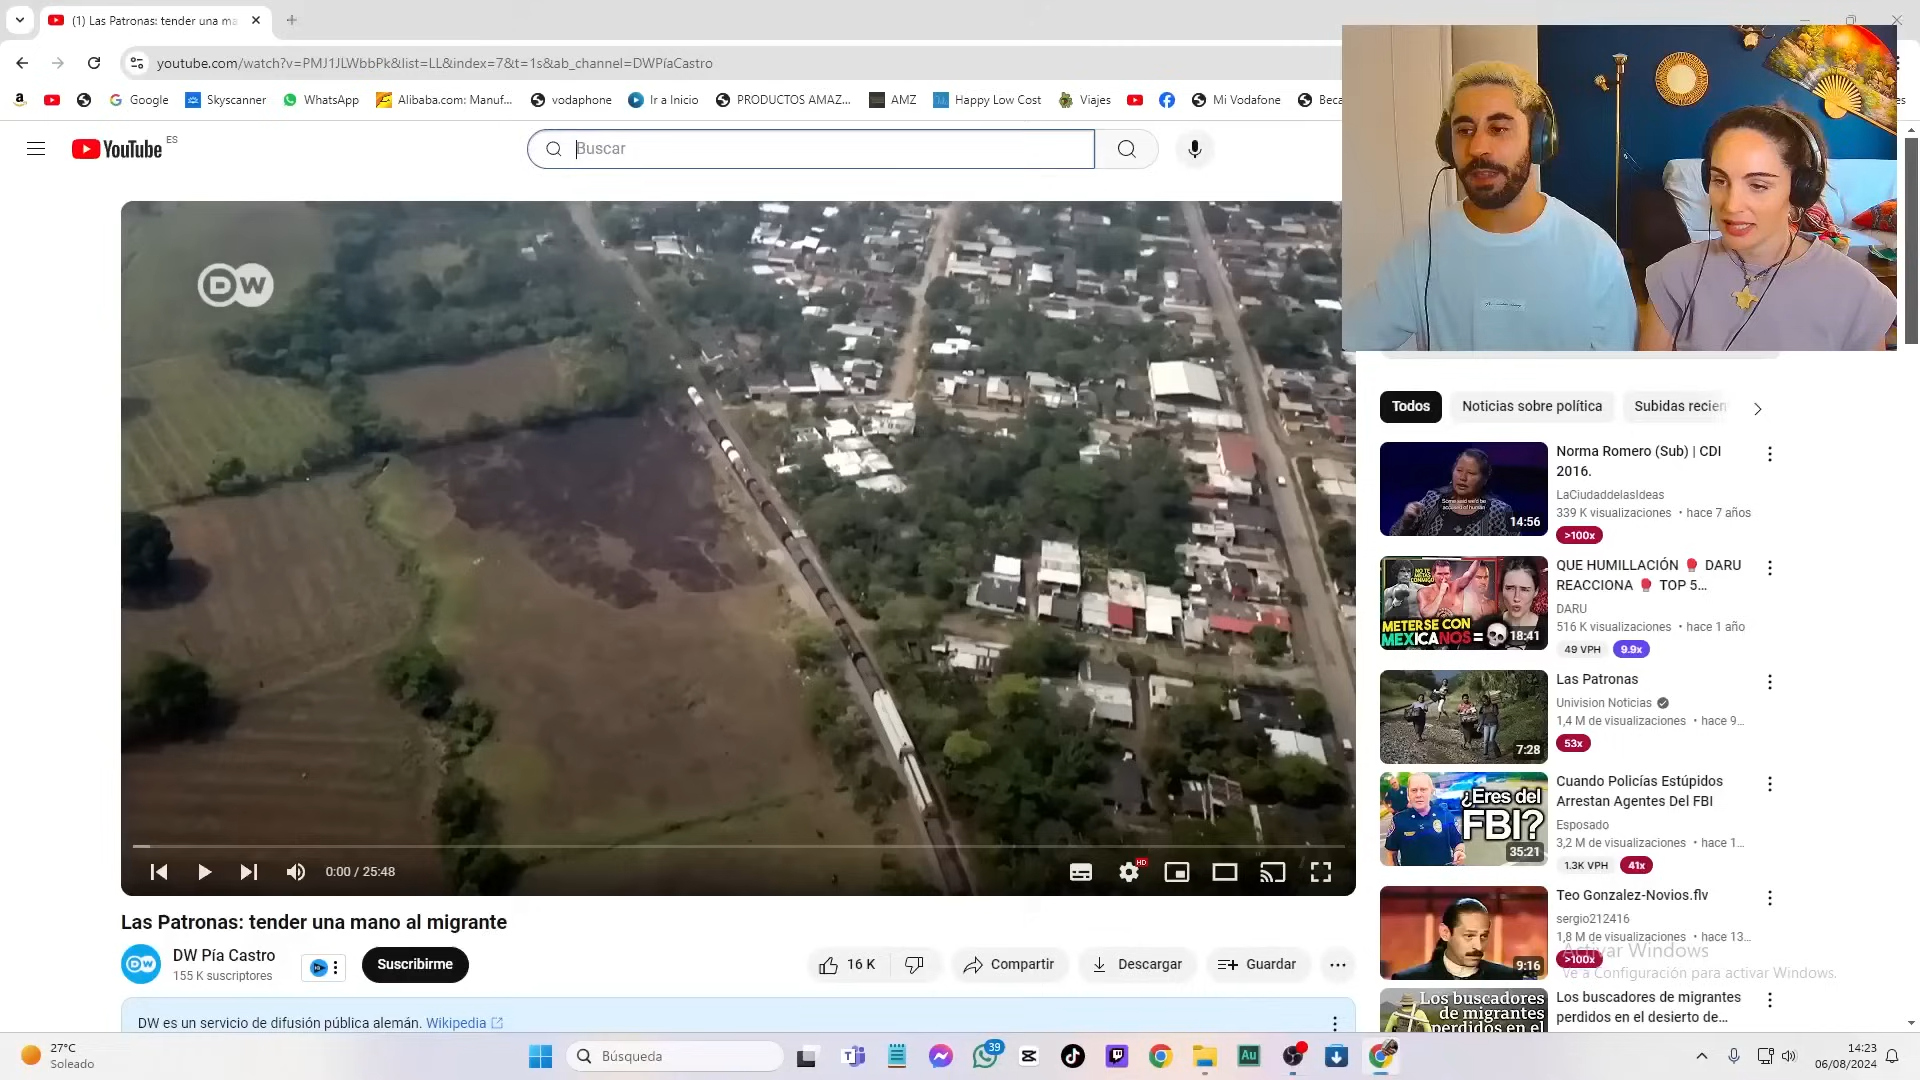 (1) Las Patronas: tender una ma
youtube.com/watch?v=PMJ1JLWbbPk&list=LL&index=7&t=1s&ab_channel=DWPíaCastro
Google
Skyscanner
WhatsApp
Alibaba.com: Manuf...
vodaphone
Ir a Inicio
PRODUCTOS AMAZ...
AMZ
Happy Low Cost
Viajes
Mi Vodafone
Beca
YouTube ES
Buscar
DW
0:00 / 25:48
HD
Las Patronas: tender una mano al migrante
DW
DW Pía Castro
155 K suscriptores
Suscribirme
16 K
Compartir
Descargar
Guardar
DW es un servicio de difusión pública alemán. Wikipedia
Todos
Noticias sobre política
Subidas recien
14:56
Norma Romero (Sub) | CDI
2016.
LaCiudaddelasIdeas
339 K visualizaciones • hace 7 años
>100x
METERSE CON
MEXICANOS=
18:41
QUE HUMILLACIÓN 🥊 DARU
REACCIONA 🥊 TOP 5...
DARU
516 K visualizaciones • hace 1 año
49 VPH
9.9x
7:28
Las Patronas
Univision Noticias
1,4 M de visualizaciones • hace 9...
53x
¿Eres del
FBI?
35:21
Cuando Policías Estúpidos
Arrestan Agentes Del FBI
Esposado
3,2 M de visualizaciones • hace 1...
1.3K VPH
41x
9:16
Teo Gonzalez-Novios.flv
sergio212416
1,8 M de visualizaciones • hace 13...
>100x
Activar Windows
Ve a Configuración para activar Windows.
Los buscadores
de migrantes
perdidos en el
Los buscadores de migrantes
perdidos en el desierto de...
27°C
Soleado
Búsqueda
39
Au
14:23
06/08/2024